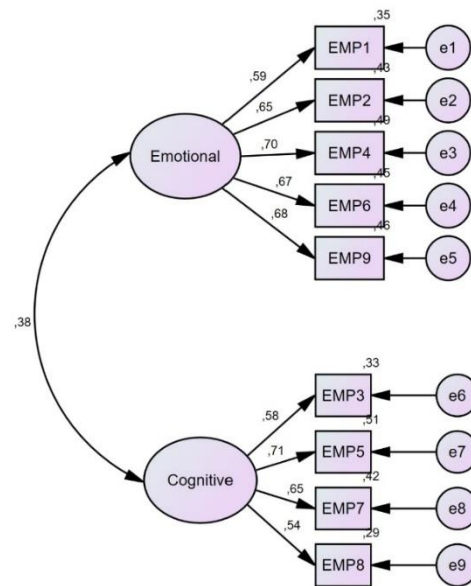 ,35
EMP1 e1
,59
,43
EMP2 e2
,65
,49
EMP4 e3
,70
Emotional
,45
EMP6 e4
,67
,46
EMP9 e5
,68
,38
,33
EMP3 e6
,58
,51
EMP5 e7
,71
,42
EMP7 e8
,65
Cognitive
,29
EMP8 e9
,54